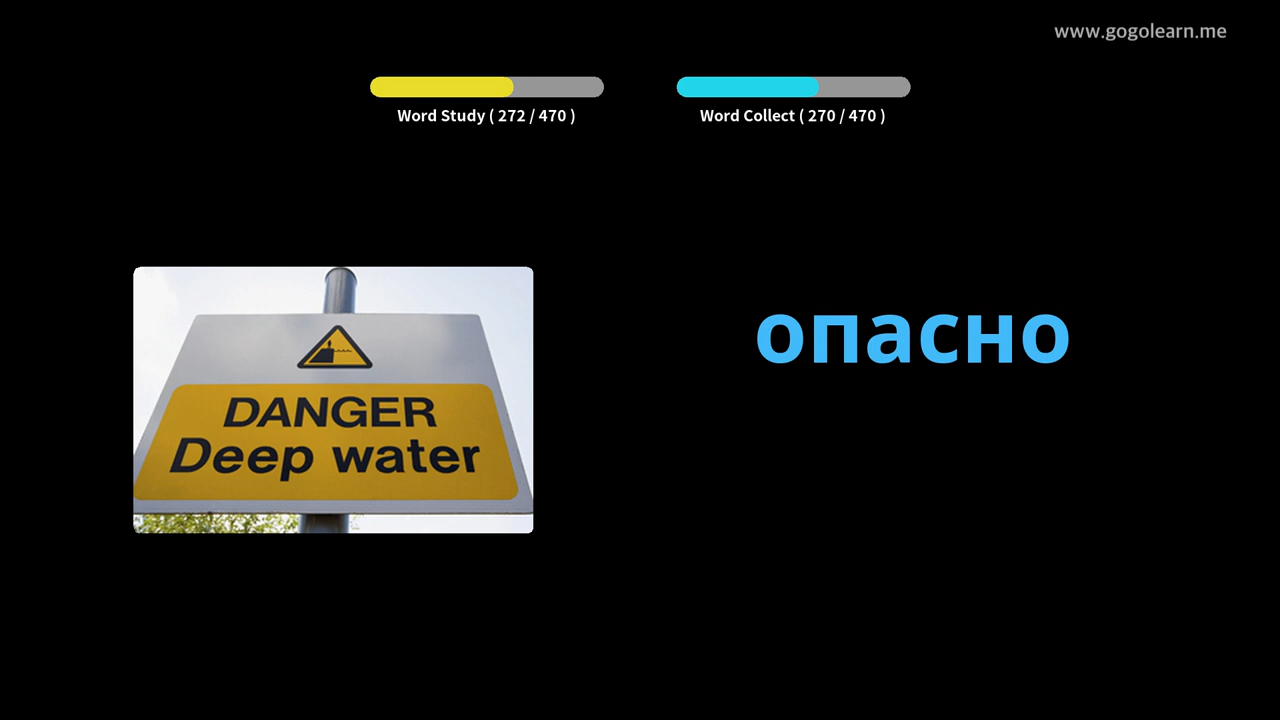 www.gogolearn.me
Word Study ( 272 / 470 )
Word Collect ( 270 / 470 )
DANGER
Deep water
опасно